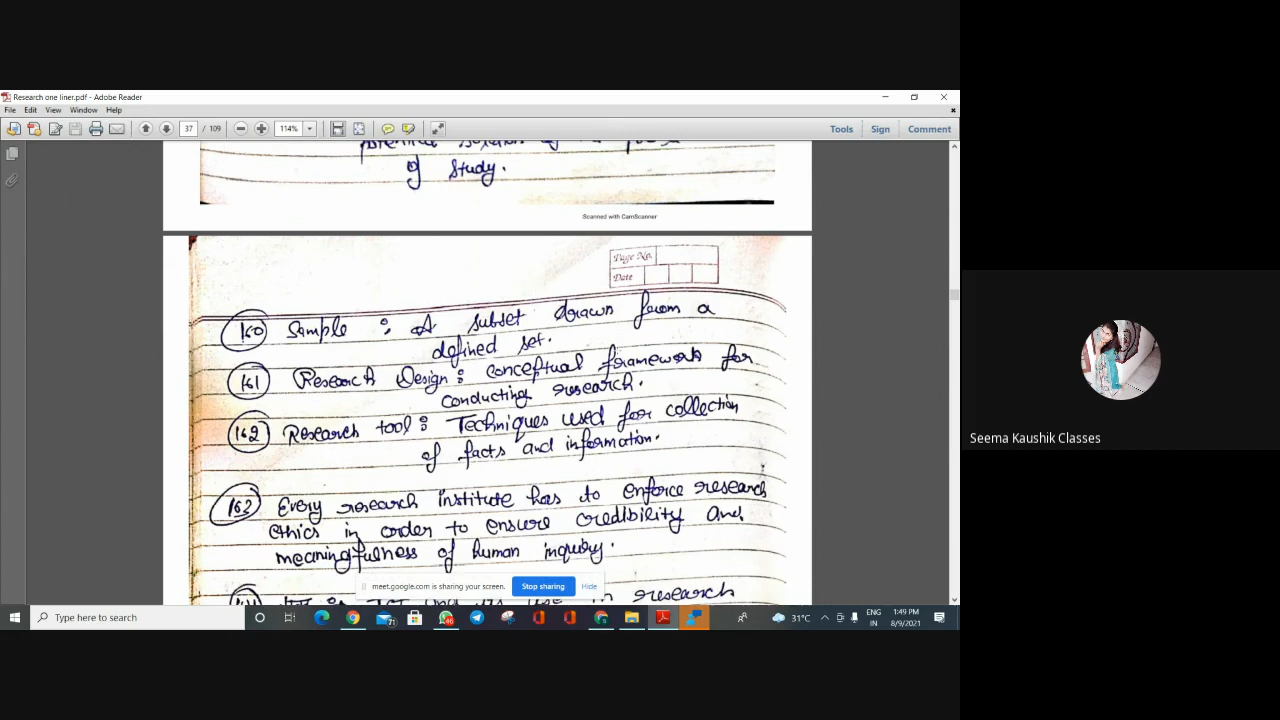 Research one liner.pdf - Adobe Reader
File Edit View Window Help
37 / 109 114% Tools Sign Comment
of study.
Scanned with CamScanner
Page No.
Date
160 Sample : A subset drawn from a
defined set.
161 Research Design : conceptual framework for
conducting research.
162 Research tool : Techniques used for collection
of facts and information.
163 Every research institute has to enforce research
ethics in order to ensure credibility and
meaningfulness of human inquiry.
meet.google.com is sharing your screen. Stop sharing Hide
in research
Seema Kaushik Classes
Type here to search
71
31°C
ENG
IN
1:49 PM
8/9/2021